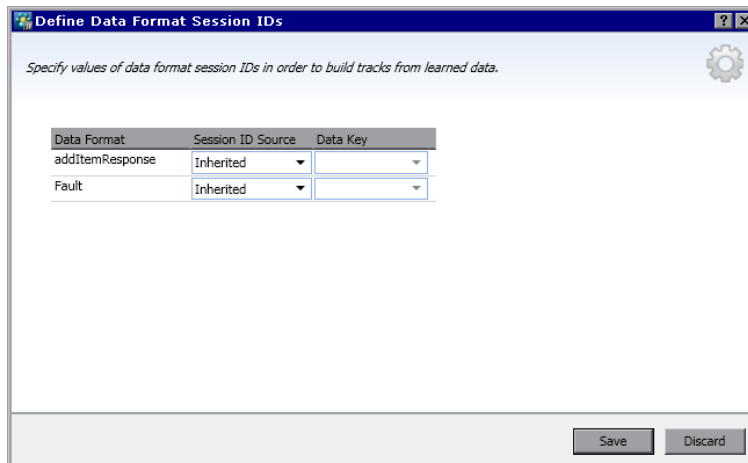 Define Data Format Session IDs
?
Specify values of data format session IDs in order to build tracks from learned data.
Data Format Session ID Source Data Key
addItemResponse Inherited
Fault Inherited
Save Discard